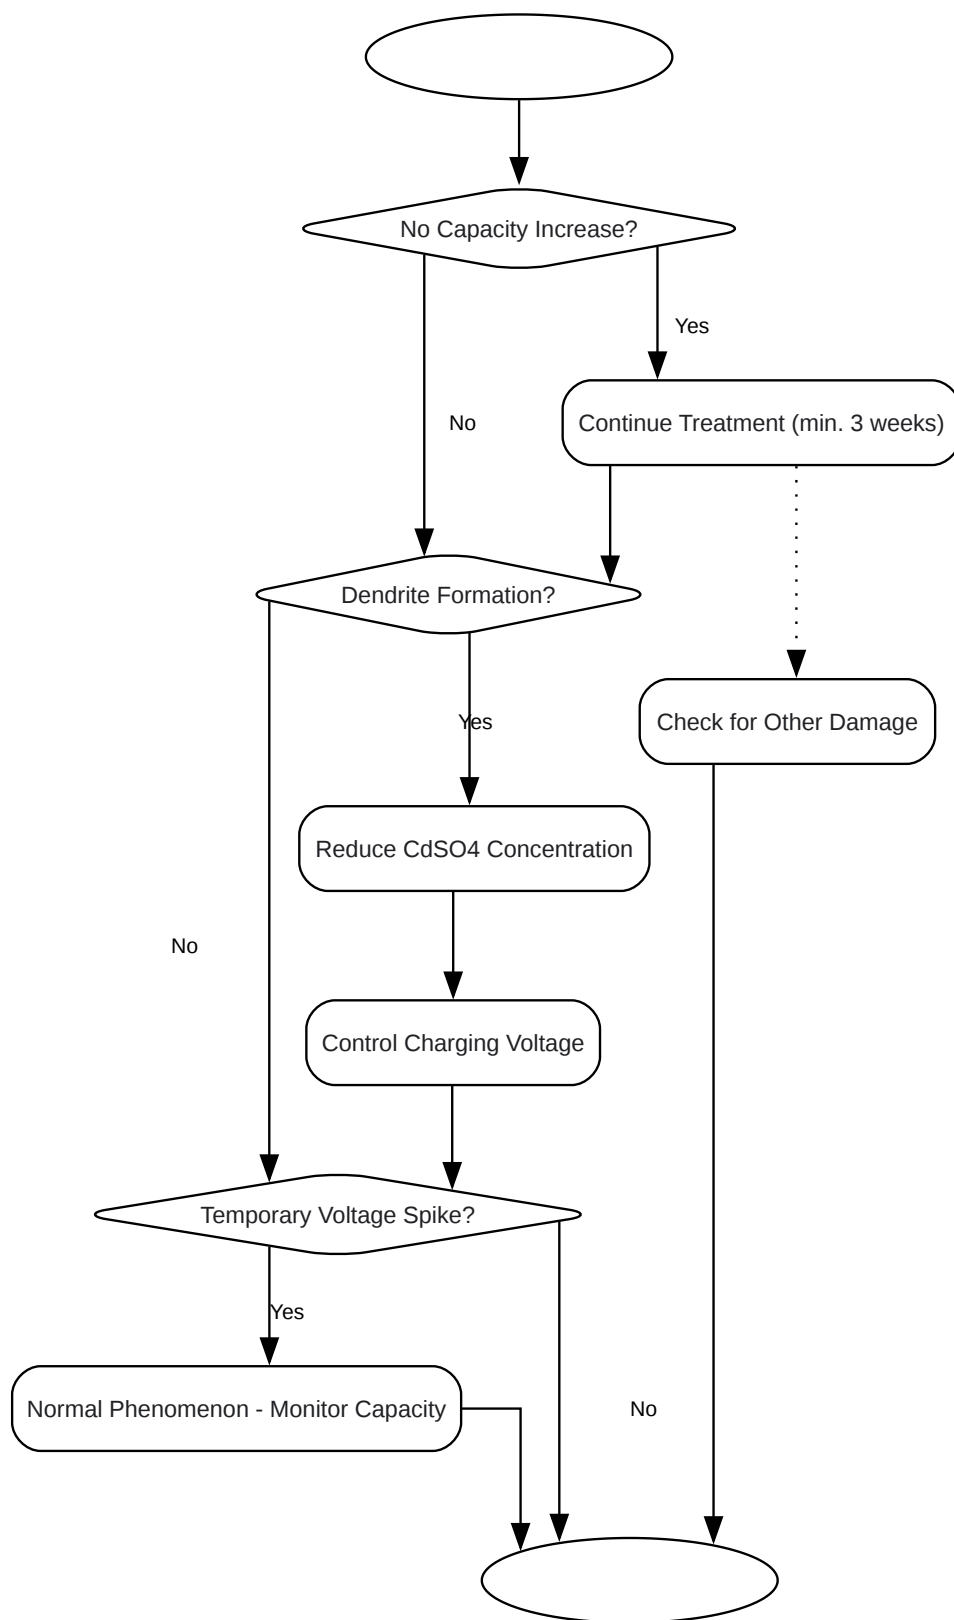 No Capacity Increase?
Yes
No
Continue Treatment (min. 3 weeks)
Dendrite Formation?
Yes
Check for Other Damage
Reduce CdSO4 Concentration
No
Control Charging Voltage
Temporary Voltage Spike?
Yes
Normal Phenomenon - Monitor Capacity
No